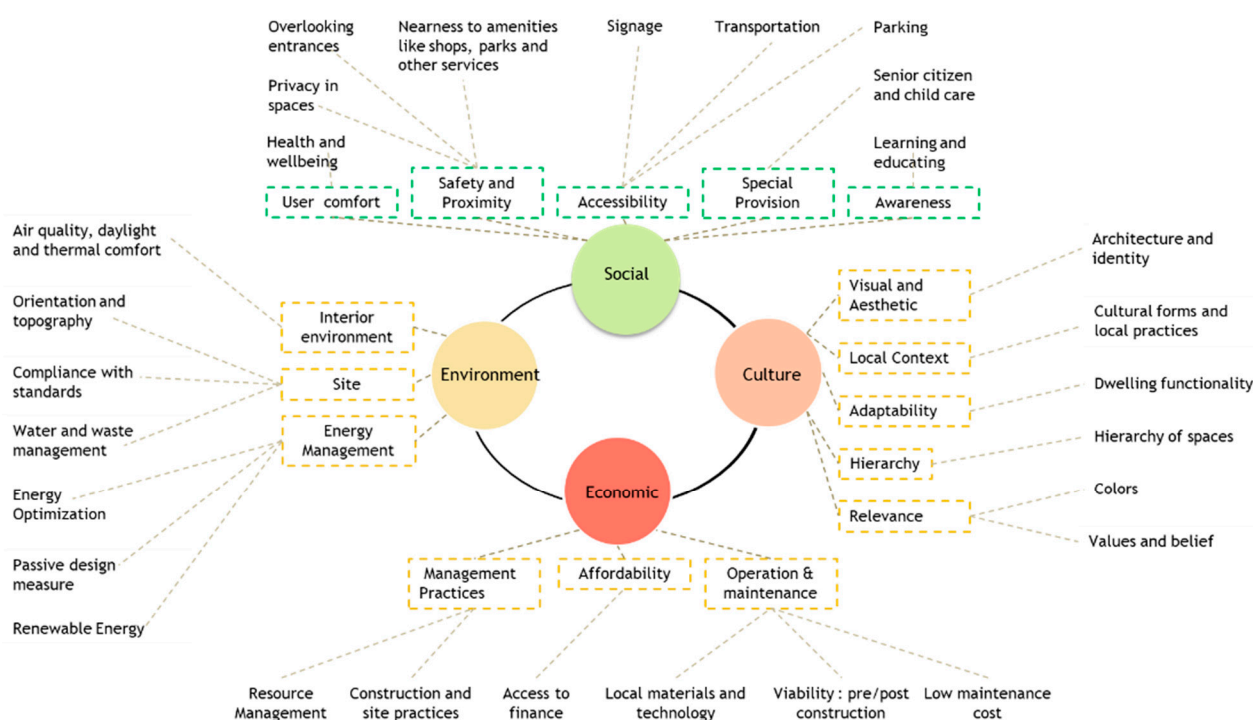 Overlooking
entrances
Nearness to amenities
like shops, parks and
other services
Signage
Transportation
Parking
Privacy in
spaces
Senior citizen
and child care
Health and
wellbeing
Learning and
educating
User comfort
Safety and
Proximity
Accessibility
Special
Provision
Awareness
Social
Air quality, daylight
and thermal comfort
Orientation and
topography
Compliance with
standards
Water and waste
management
Energy
Optimization
Passive design
measure
Renewable Energy
Interior
environment
Site
Energy
Management
Environment
Culture
Visual and
Aesthetic
Local Context
Adaptability
Hierarchy
Relevance
Architecture and
identity
Cultural forms and
local practices
Dwelling functionality
Hierarchy of spaces
Colors
Values and belief
Economic
Management
Practices
Affordability
Operation &
maintenance
Resource
Management
Construction and
site practices
Access to
finance
Local materials and
technology
Viability : pre/post
construction
Low maintenance
cost